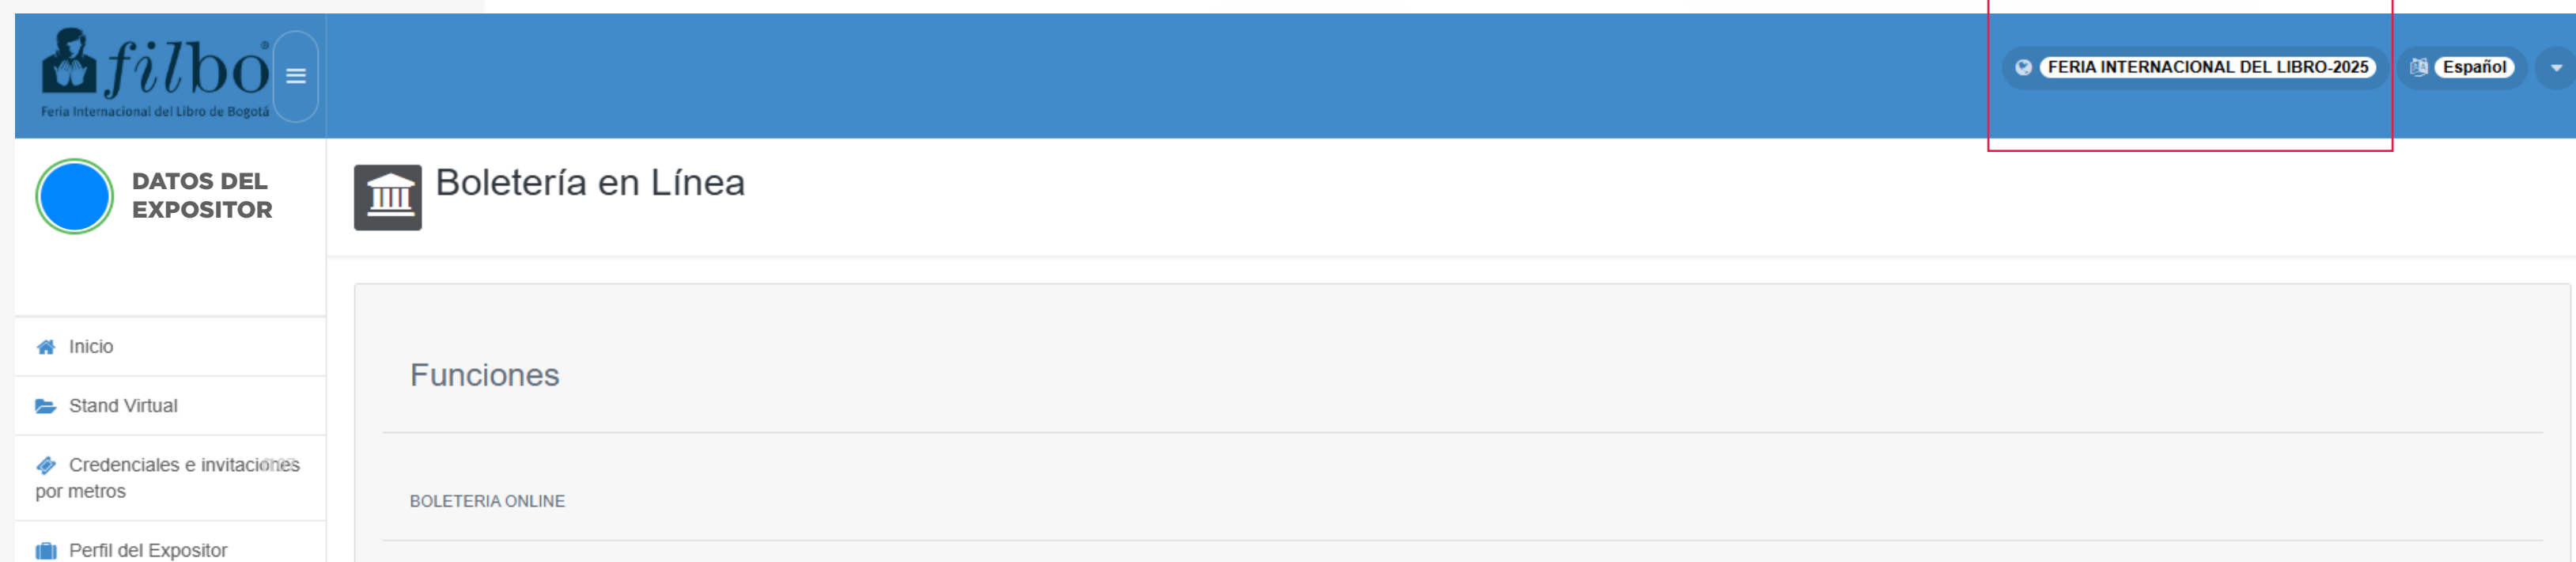 filbo®
Feria Internacional del Libro de Bogotá
FERIA INTERNACIONAL DEL LIBRO-2025
Español
DATOS DEL
EXPOSITOR
Boletería en Línea
Inicio
Stand Virtual
Credenciales e invitaciones
por metros
Perfil del Expositor
Funciones
BOLETERIA ONLINE